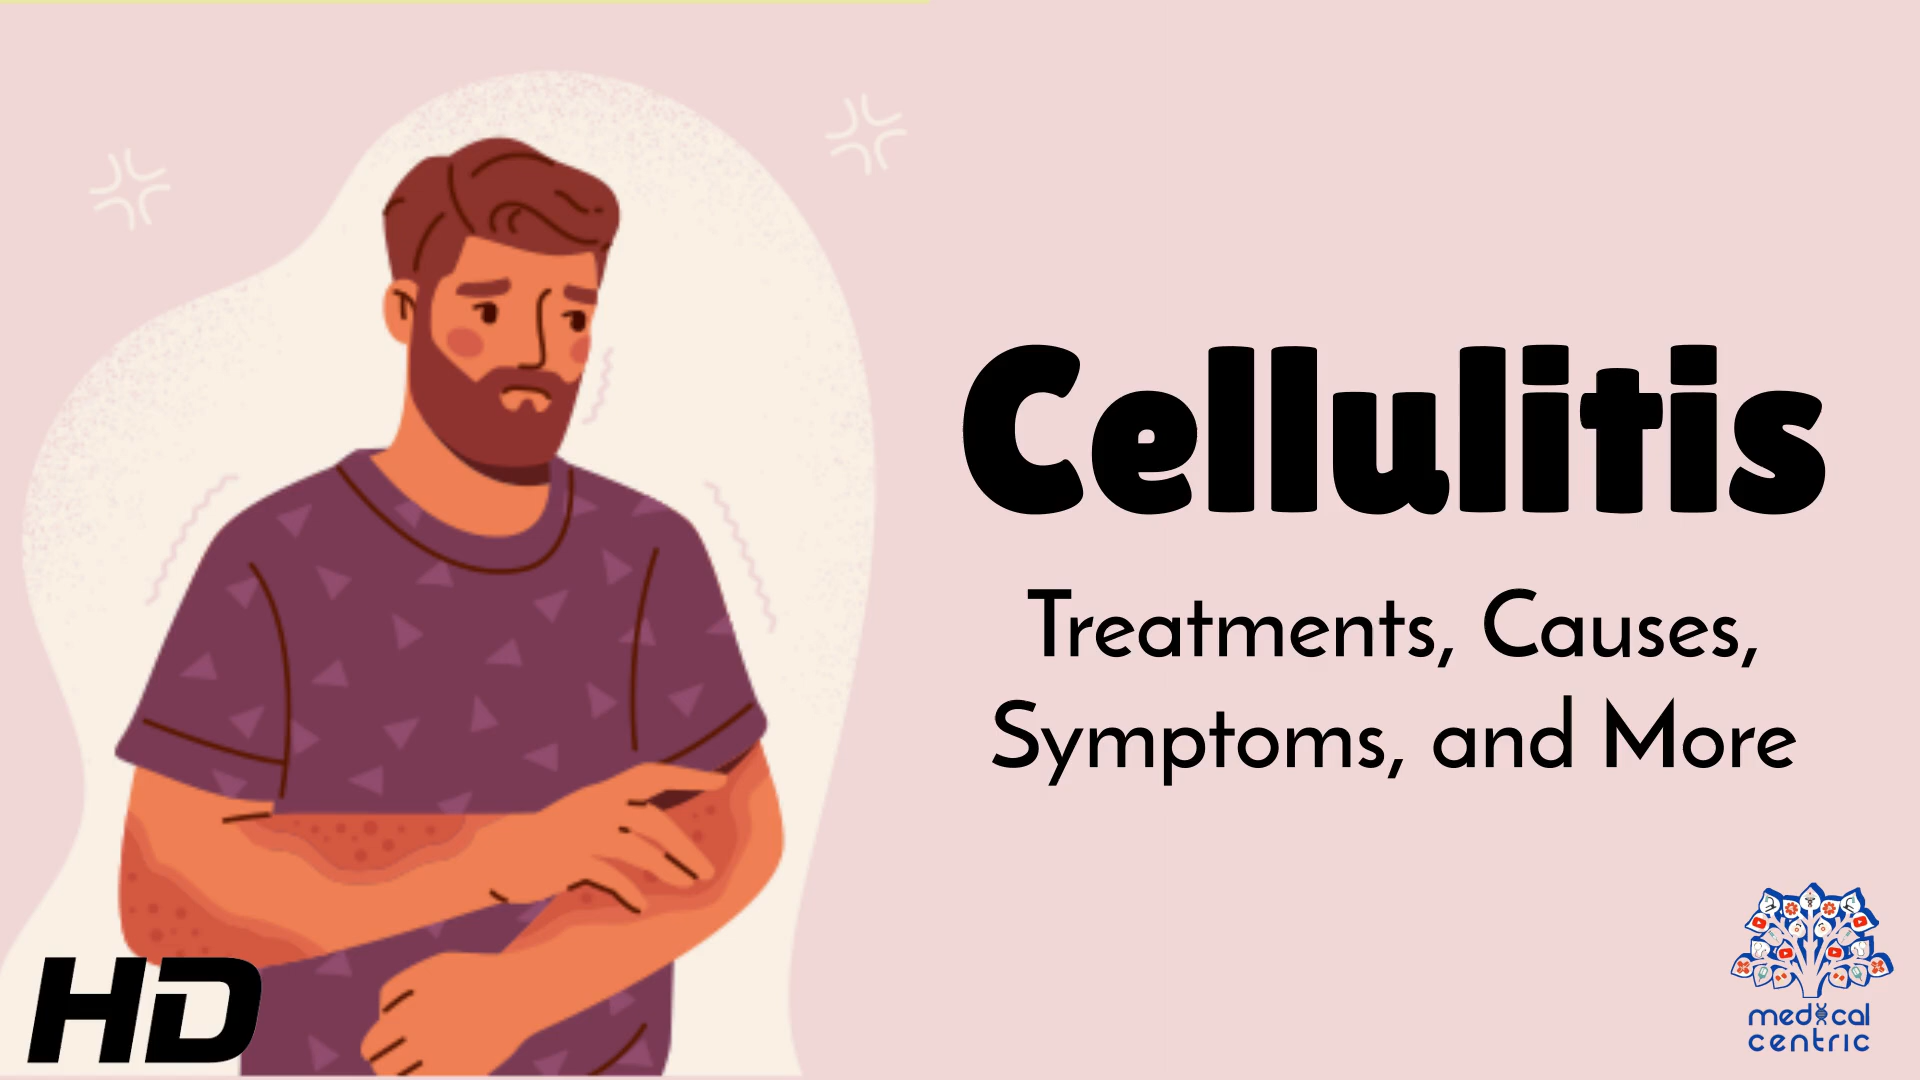 Cellulitis
Treatments, Causes,
Symptoms, and More
HD
medical
centric